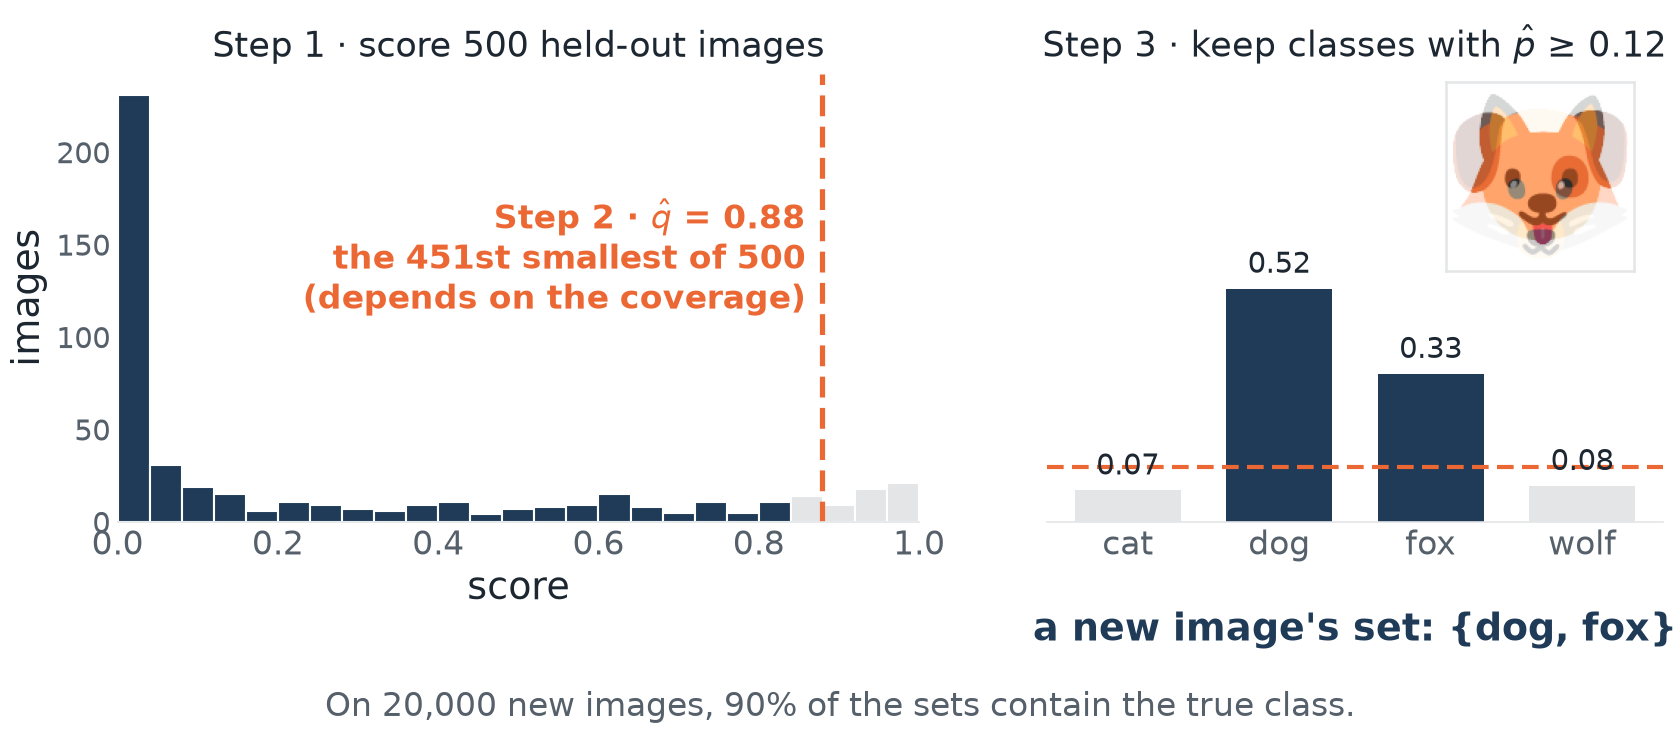 Step 1 · score 500 held-out images
images
200
150
100
50
0
0.0 0.2 0.4 0.6 0.8 1.0
score
Step 2 · q̂ = 0.88
the 451st smallest of 500
(depends on the coverage)
Step 3 · keep classes with p̂ ≥ 0.12
0.07 0.52 0.33 0.08
cat dog fox wolf
a new image's set: {dog, fox}
On 20,000 new images, 90% of the sets contain the true class.